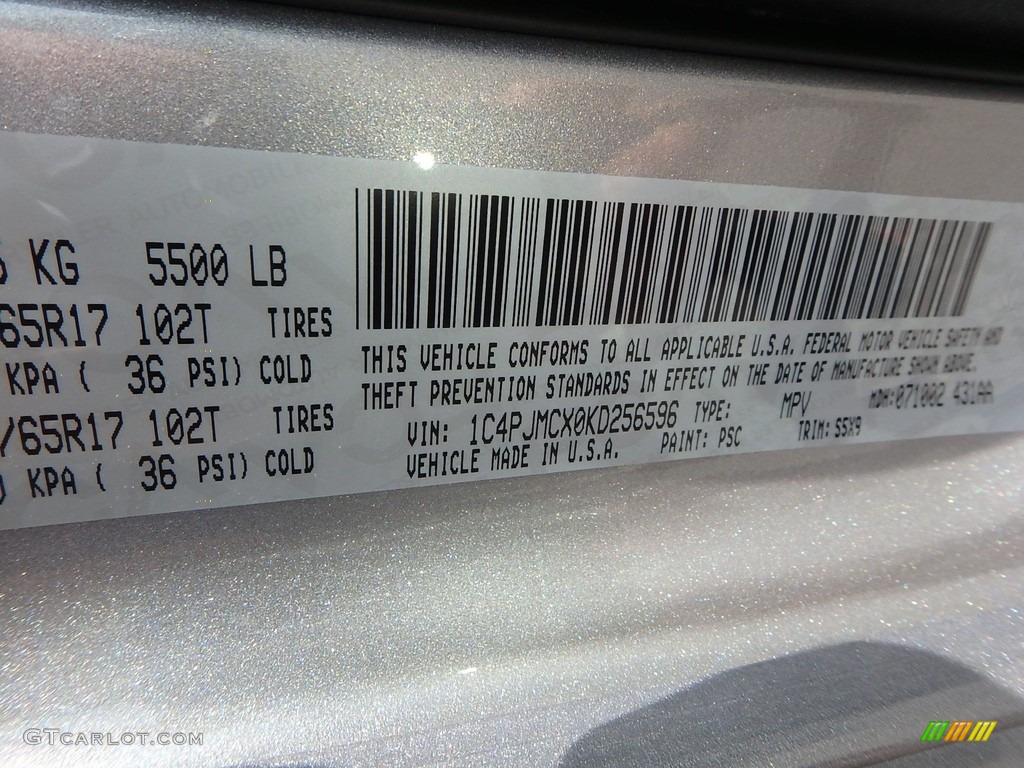 KG 5500 LB
65R17 102T TIRES
KPA ( 36 PSI) COLD
/65R17 102T TIRES
KPA ( 36 PSI) COLD
THIS VEHICLE CONFORMS TO ALL APPLICABLE U.S.A. FEDERAL MOTOR VEHICLE SAFETY AND
THEFT PREVENTION STANDARDS IN EFFECT ON THE DATE OF MANUFACTURE SHOWN ABOVE.
VIN: 1C4PJMCX0KD256596 TYPE: MPV MDH:071002 431AA
VEHICLE MADE IN U.S.A. PAINT: PSC TRIM: S5X9
GTcarlot.com